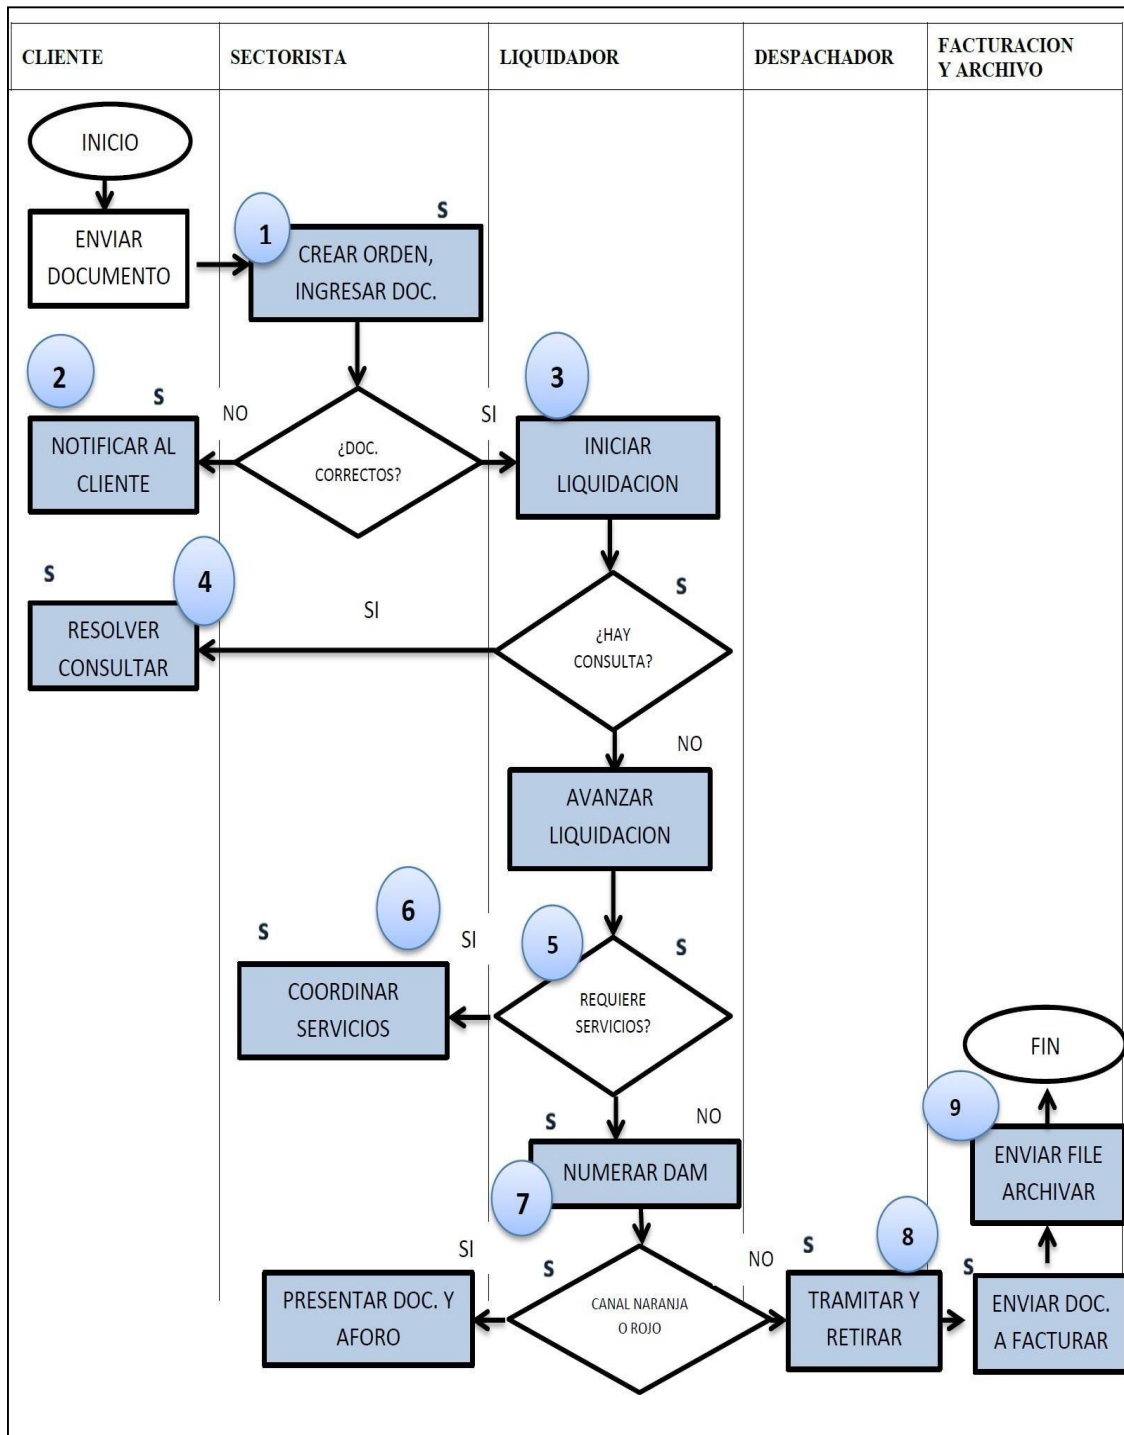 CLIENTE
SECTORISTA
LIQUIDADOR
DESPACHADOR
FACTURACION
Y ARCHIVO
INICIO
ENVIAR
DOCUMENTO
1
S
CREAR ORDEN,
INGRESAR DOC.
2
S
NOTIFICAR AL
CLIENTE
NO
¿DOC.
CORRECTOS?
SI
3
INICIAR
LIQUIDACION
S
4
RESOLVER
CONSULTAR
SI
S
¿HAY
CONSULTA?
NO
AVANZAR
LIQUIDACION
S
6
SI
COORDINAR
SERVICIOS
5
S
REQUIERE
SERVICIOS?
NO
S
NUMERAR DAM
7
SI
S
PRESENTAR DOC. Y
AFORO
CANAL NARANJA
O ROJO
NO
S
8
TRAMITAR Y
RETIRAR
S
ENVIAR DOC.
A FACTURAR
9
ENVIAR FILE
ARCHIVAR
FIN